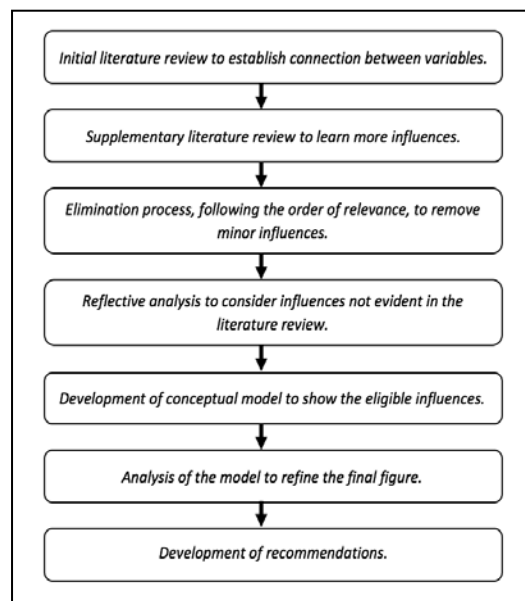 Initial literature review to establish connection between variables.
Supplementary literature review to learn more influences.
Elimination process, following the order of relevance, to remove
minor influences.
Reflective analysis to consider influences not evident in the
literature review.
Development of conceptual model to show the eligible influences.
Analysis of the model to refine the final figure.
Development of recommendations.